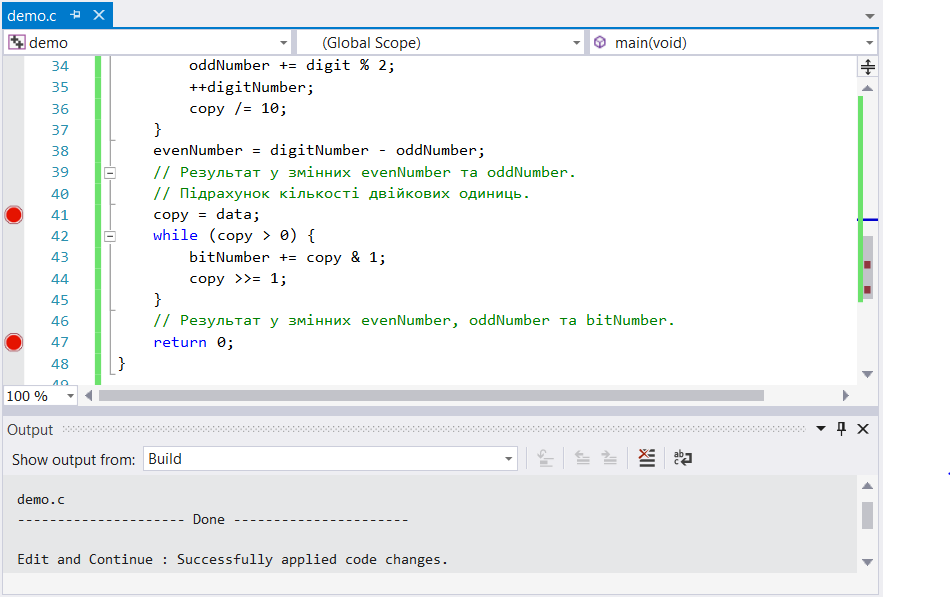 demo.c
demo (Global Scope) main(void)
34 oddNumber += digit % 2;
35 ++digitNumber;
36 copy /= 10;
37 }
38 evenNumber = digitNumber - oddNumber;
39 // Результат у змінних evenNumber та oddNumber.
40 // Підрахунок кількості двійкових одиниць.
41 copy = data;
42 while (copy > 0) {
43 bitNumber += copy & 1;
44 copy >>= 1;
45 }
46 // Результат у змінних evenNumber, oddNumber та bitNumber.
47 return 0;
48 }
49
100 %
Output
Show output from: Build
demo.c
--------------------- Done ----------------------
Edit and Continue : Successfully applied code changes.